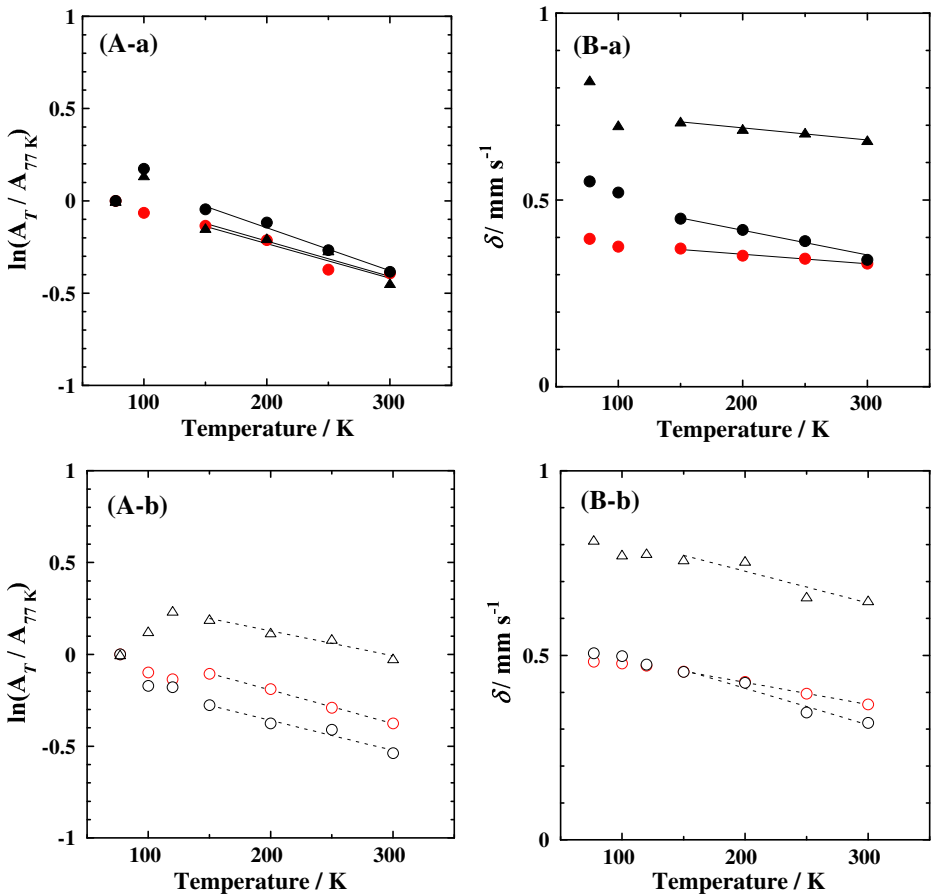 (A-a)
ln(A_T / A_77 K)
1
0.5
0
-0.5
-1
100
200
300
Temperature / K
(B-a)
δ/ mm s⁻¹
1
0.5
0
100
200
300
Temperature / K
(A-b)
ln(A_T / A_77 K)
1
0.5
0
-0.5
-1
100
200
300
Temperature / K
(B-b)
δ/ mm s⁻¹
1
0.5
0
100
200
300
Temperature / K